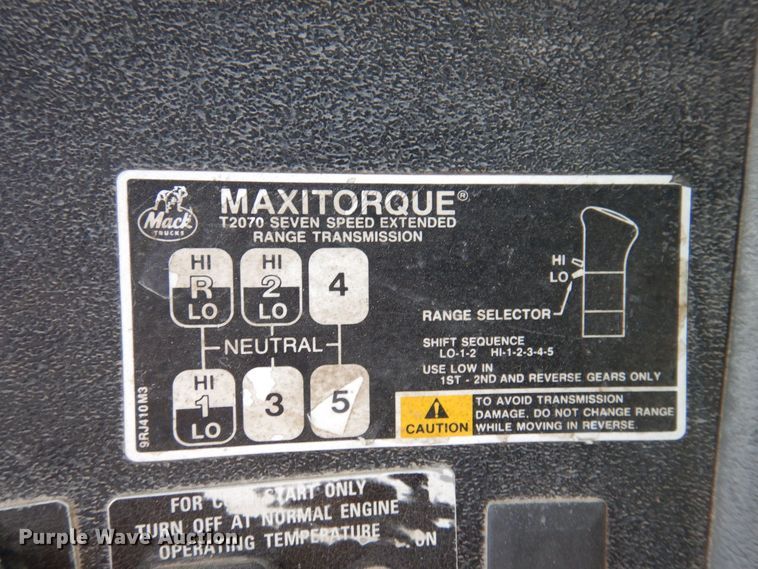 Mack
TRUCKS
MAXITORQUE®
T2070 SEVEN SPEED EXTENDED
RANGE TRANSMISSION
HI R LO
HI 2 LO
4
NEUTRAL
HI 1 LO
3
5
HI
LO
RANGE SELECTOR
SHIFT SEQUENCE
LO-1-2 HI-1-2-3-4-5
USE LOW IN
1ST - 2ND AND REVERSE GEARS ONLY
CAUTION
TO AVOID TRANSMISSION
DAMAGE, DO NOT CHANGE RANGE
WHILE MOVING IN REVERSE.
9RJ410M3
FOR START ONLY
TURN OFF AT NORMAL ENGINE
OPERATING TEMPERATURE
ON
Purple Wave Auction